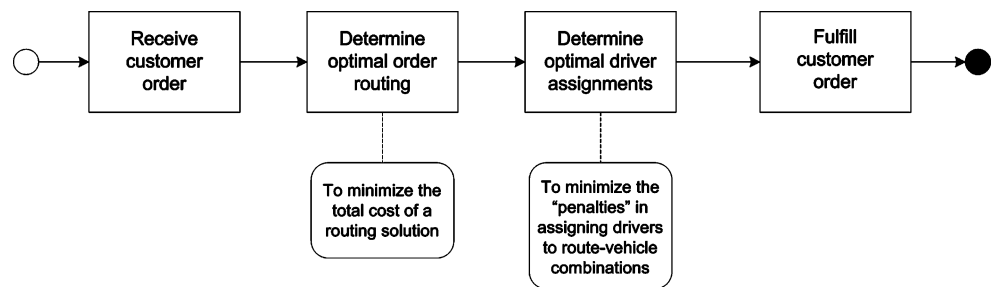 Receive
customer
order
Determine
optimal order
routing
Determine
optimal driver
assignments
Fulfill
customer
order
To minimize the
total cost of a
routing solution
To minimize the
“penalties” in
assigning drivers
to route-vehicle
combinations